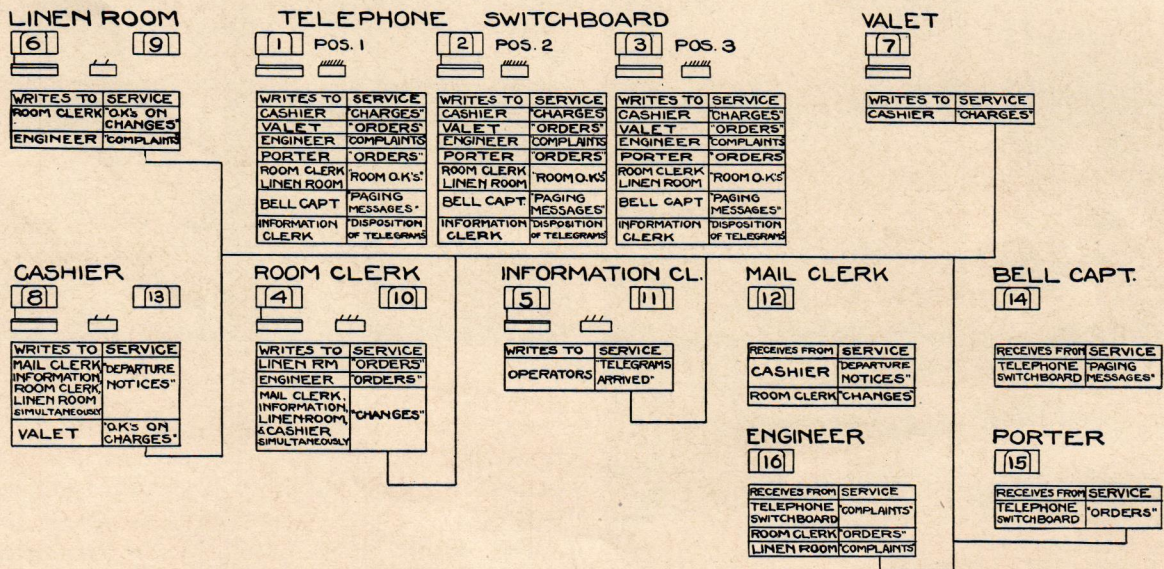 LINEN ROOM
6 9
WRITES TO SERVICE
ROOM CLERK "O.K's ON
CHANGES"
ENGINEER "COMPLAINTS
TELEPHONE SWITCHBOARD
1 POS. 1
WRITES TO SERVICE
CASHIER "CHARGES"
VALET "ORDERS"
ENGINEER COMPLAINTS
PORTER "ORDERS"
ROOM CLERK
LINEN ROOM "ROOM O.K's"
BELL CAPT "PAGING
MESSAGES"
INFORMATION "DISPOSITION
CLERK OF TELEGRAMS
2 POS. 2
WRITES TO SERVICE
CASHIER "CHARGES
VALET "ORDERS"
ENGINEER COMPLAINTS
PORTER "ORDERS"
ROOM CLERK
LINEN ROOM "ROOM O.K's"
BELL CAPT. "PAGING
MESSAGES"
INFORMATION "DISPOSITION
CLERK OF TELEGRAMS
3 POS. 3
WRITES TO SERVICE
CASHIER "CHARGES"
VALET "ORDERS"
ENGINEER "COMPLAINTS
PORTER "ORDERS"
ROOM CLERK
LINEN ROOM "ROOM O.K's"
BELL CAPT "PAGING
MESSAGES"
INFORMATION "DISPOSITION
CLERK OF TELEGRAMS
VALET
7
WRITES TO SERVICE
CASHIER "CHARGES"
CASHIER
8 13
WRITES TO SERVICE
MAIL CLERK "DEPARTURE
INFORMATION, NOTICES"
ROOM CLERK,
LINEN ROOM
SIMULTANEOUSLY
VALET "O.K's ON
CHARGES"
ROOM CLERK
4 10
WRITES TO SERVICE
LINEN RM "ORDERS"
ENGINEER "ORDERS"
MAIL CLERK,
INFORMATION,
LINEN ROOM, "CHANGES"
& CASHIER
SIMULTANEOUSLY
INFORMATION CL.
5 11
WRITES TO SERVICE
OPERATORS "TELEGRAMS
ARRIVED"
MAIL CLERK
12
RECEIVES FROM SERVICE
CASHIER "DEPARTURE
NOTICES"
ROOM CLERK "CHANGES"
BELL CAPT.
14
RECEIVES FROM SERVICE
TELEPHONE "PAGING
SWITCHBOARD MESSAGES"
ENGINEER
16
RECEIVES FROM SERVICE
TELEPHONE "COMPLAINTS"
SWITCHBOARD
ROOM CLERK "ORDERS"
LINEN ROOM "COMPLAINTS
PORTER
15
RECEIVES FROM SERVICE
TELEPHONE "ORDERS"
SWITCHBOARD